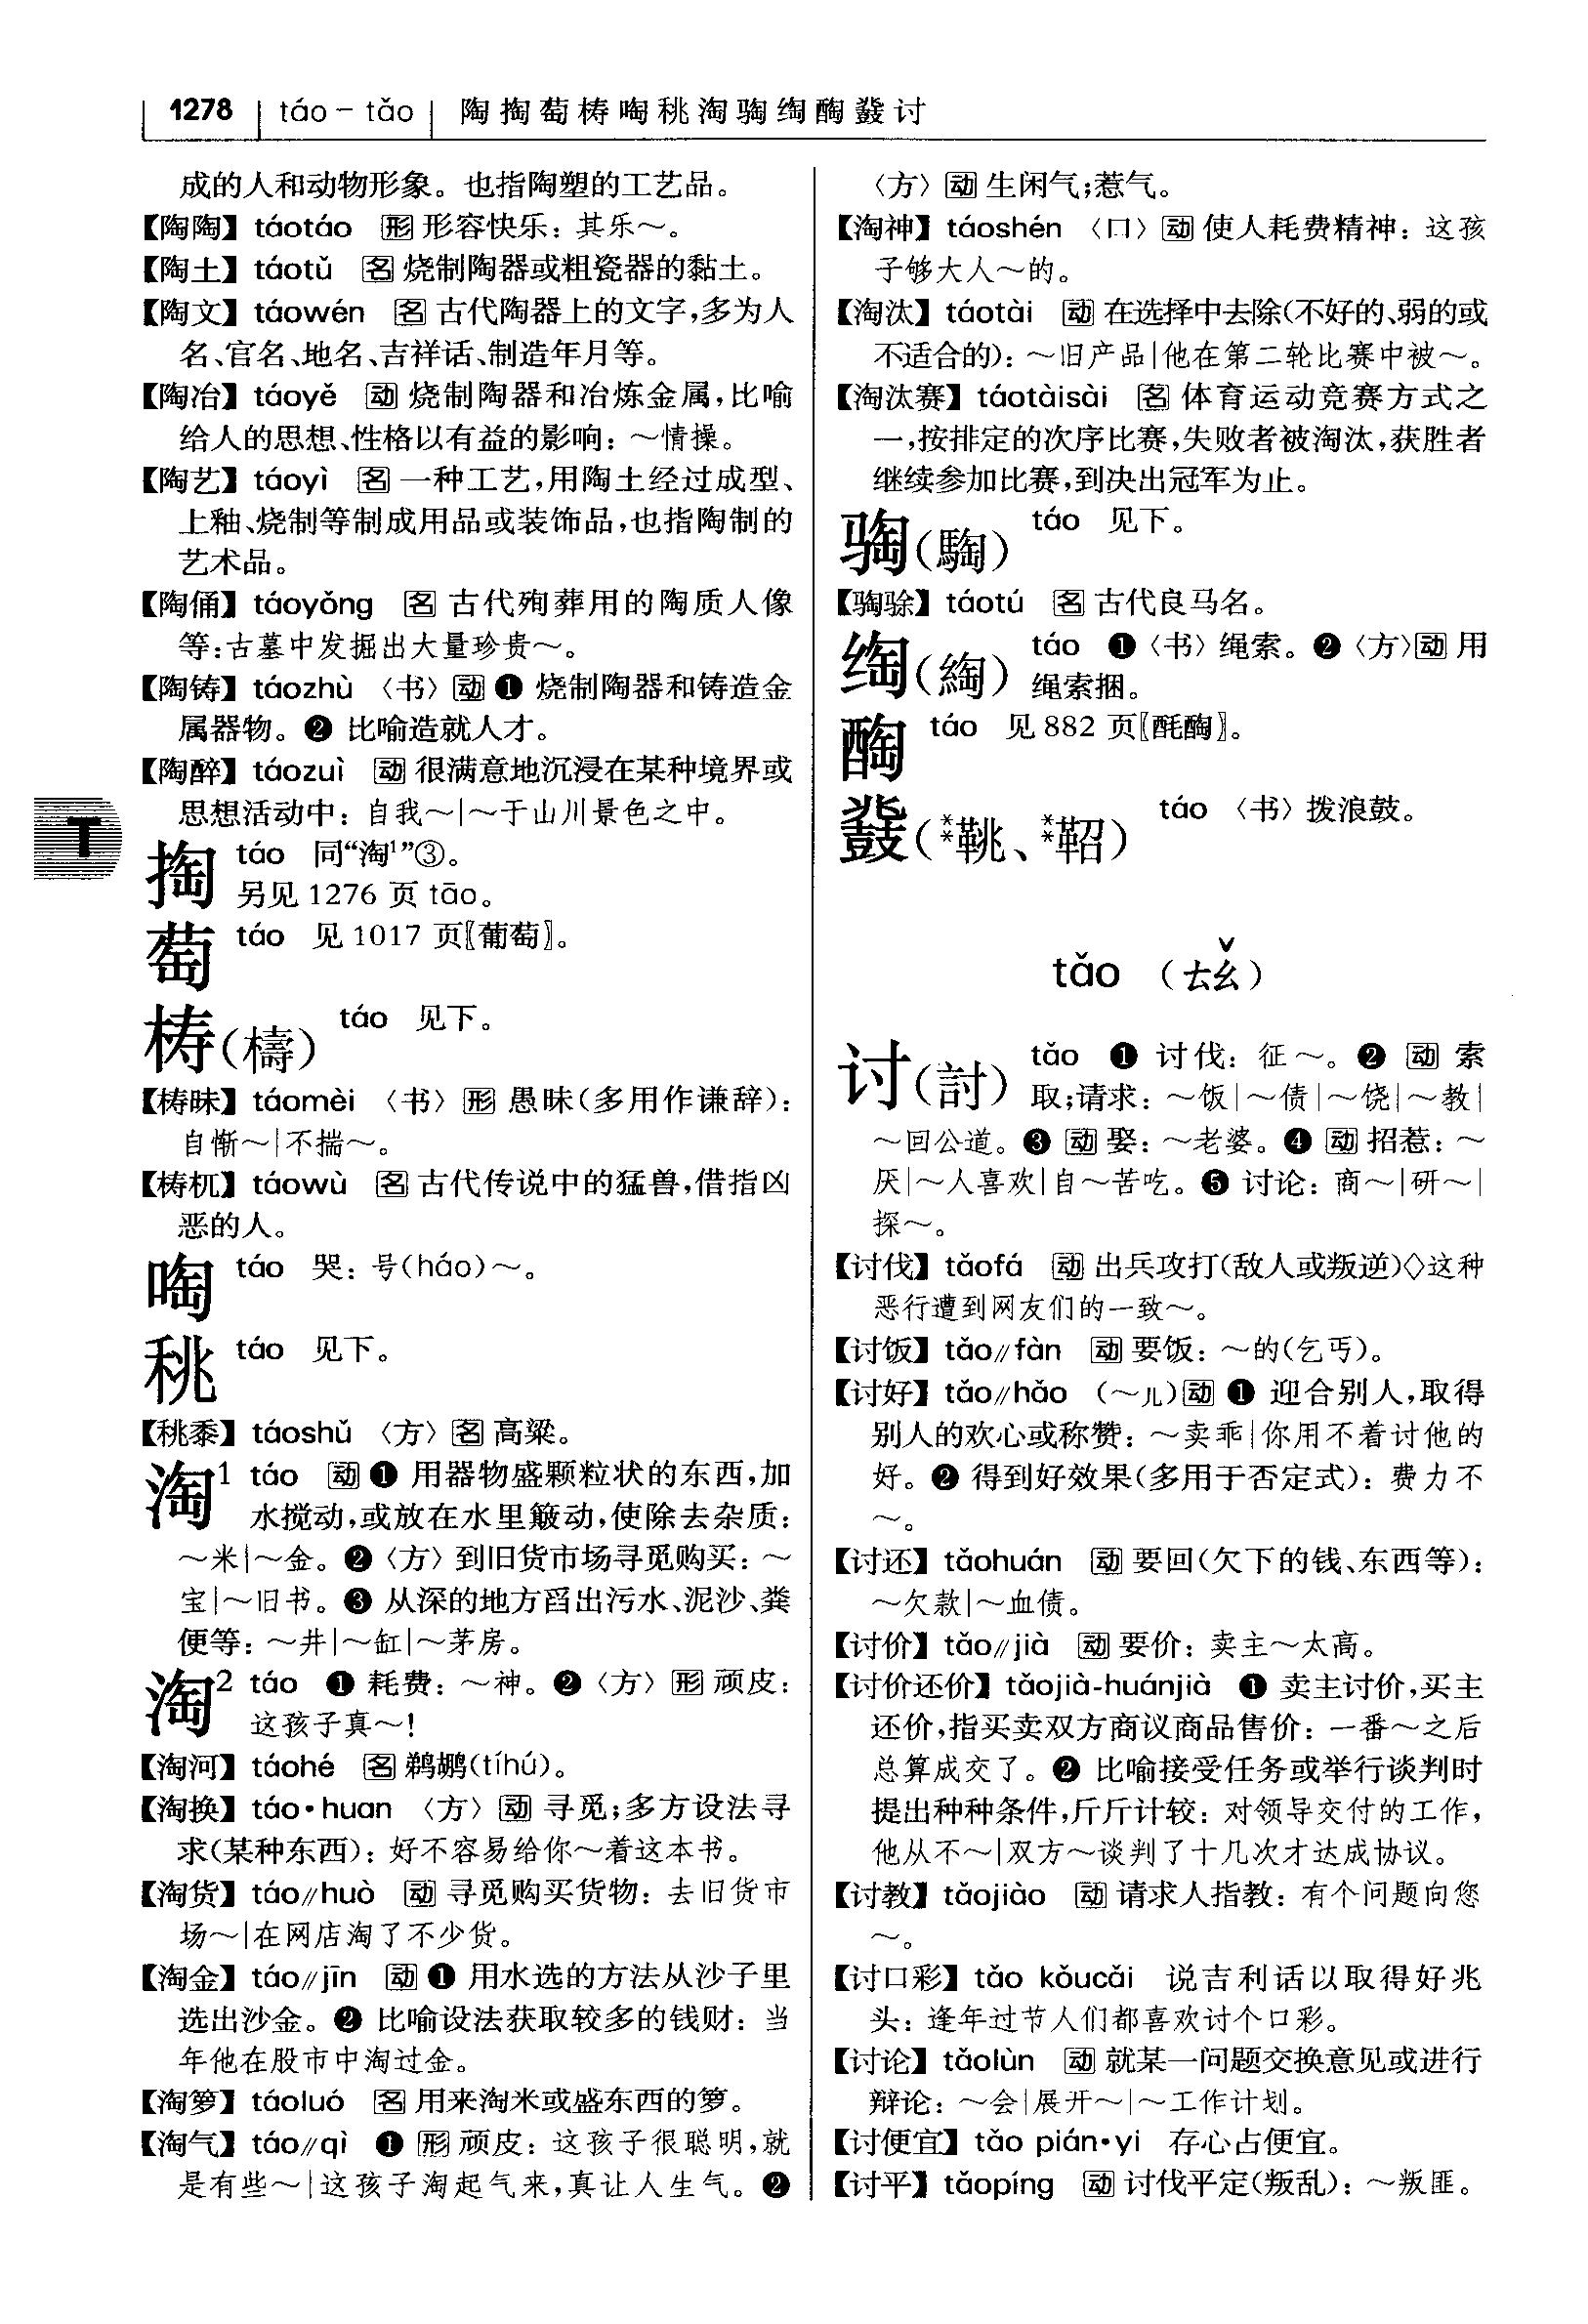 1278 táo－tǎo 陶掏萄梼啕秫淘𫘦绹醄鼗讨
成的人和动物形象。也指陶塑的工艺品。
【陶陶】 táotáo 形 形容快乐：其乐～。
【陶土】 táotǔ 名 烧制陶器或粗瓷器的黏土。
【陶文】 táowén 名 古代陶器上的文字，多为人
名、官名、地名、吉祥话、制造年月等。
【陶冶】 táoyě 动 烧制陶器和冶炼金属，比喻
给人的思想、性格以有益的影响：～情操。
【陶艺】 táoyì 名 一种工艺，用陶土经过成型、
上釉、烧制等制成用品或装饰品，也指陶制的
艺术品。
【陶俑】 táoyǒng 名 古代殉葬用的陶质人像
等：古墓中发掘出大量珍贵～。
【陶铸】 táozhù 〈书〉 动 ❶ 烧制陶器和铸造金
属器物。❷ 比喻造就人才。
【陶醉】 táozuì 动 很满意地沉浸在某种境界或
思想活动中：自我～|～于山川景色之中。
T
掏 táo 同“淘¹”③。
另见 1276 页 tāo。
萄 táo 见 1017 页〖葡萄〗。
梼(檮) táo 见下。
【梼昧】 táomèi 〈书〉 形 愚昧(多用作谦辞)：
自惭～|不揣～。
【梼杌】 táowù 名 古代传说中的猛兽，借指凶
恶的人。
啕 táo 哭：号(háo)～。
𥞦 táo 见下。
【𥞦黍】 táoshǔ 〈方〉 名 高粱。
淘¹ táo 动 ❶ 用器物盛颗粒状的东西，加
水搅动，或放在水里簸动，使除去杂质：
～米|～金。❷〈方〉到旧货市场寻觅购买：～
宝|～旧书。❸ 从深的地方舀出污水、泥沙、粪
便等：～井|～缸|～茅房。
淘² táo ❶ 耗费：～神。❷〈方〉 形 顽皮：
这孩子真～！
【淘河】 táohé 名 鹈鹕(tíhú)。
【淘换】 táo·huan 〈方〉 动 寻觅；多方设法寻
求(某种东西)：好不容易给你～着这本书。
【淘货】 táo//huò 动 寻觅购买货物：去旧货市
场～|在网店淘了不少货。
【淘金】 táo//jīn 动 ❶ 用水选的方法从沙子里
选出沙金。❷ 比喻设法获取较多的钱财：当
年他在股市中淘过金。
【淘箩】 táoluó 名 用来淘米或盛东西的箩。
【淘气】 táo//qì ❶ 形 顽皮：这孩子很聪明，就
是有些～|这孩子淘起气来，真让人生气。❷
〈方〉 动 生闲气；惹气。
【淘神】 táoshén 〈口〉 动 使人耗费精神：这孩
子够大人～的。
【淘汰】 táotài 动 在选择中去除(不好的、弱的或
不适合的)：～旧产品|他在第二轮比赛中被～。
【淘汰赛】 táotàisài 名 体育运动竞赛方式之
一，按排定的次序比赛，失败者被淘汰，获胜者
继续参加比赛，到决出冠军为止。
𫘦(騊) táo 见下。
【𫘦𬳿】 táotú 名 古代良马名。
绹(綯) táo ❶〈书〉绳索。❷〈方〉动 用
绳索捆。
醄 táo 见 882 页〖酕醄〗。
鼗(**鞉、**鞀) táo 〈书〉拨浪鼓。
tǎo （ㄊㄠˇ）
讨(討) tǎo ❶ 讨伐：征～。❷ 动 索
取；请求：～饭|～债|～饶|～教|
～回公道。❸ 动 娶：～老婆。❹ 动 招惹：～
厌|～人喜欢|自～苦吃。❺ 讨论：商～|研～|
探～。
【讨伐】 tǎofá 动 出兵攻打(敌人或叛逆)◇这种
恶行遭到网友们的一致～。
【讨饭】 tǎo//fàn 动 要饭：～的(乞丐)。
【讨好】 tǎo//hǎo （～儿）动 ❶ 迎合别人，取得
别人的欢心或称赞：～卖乖|你用不着讨他的
好。❷ 得到好效果(多用于否定式)：费力不
～。
【讨还】 tǎohuán 动 要回(欠下的钱、东西等)：
～欠款|～血债。
【讨价】 tǎo//jià 动 要价：卖主～太高。
【讨价还价】 tǎojià-huánjià ❶ 卖主讨价，买主
还价，指买卖双方商议商品售价：一番～之后
总算成交了。❷ 比喻接受任务或举行谈判时
提出种种条件，斤斤计较：对领导交付的工作，
他从不～|双方～谈判了十几次才达成协议。
【讨教】 tǎojiào 动 请求人指教：有个问题向您
～。
【讨口彩】 tǎo kǒucǎi 说吉利话以取得好兆
头：逢年过节人们都喜欢讨个口彩。
【讨论】 tǎolùn 动 就某一问题交换意见或进行
辩论：～会|展开～|～工作计划。
【讨便宜】 tǎo pián·yi 存心占便宜。
【讨平】 tǎopíng 动 讨伐平定(叛乱)：～叛匪。